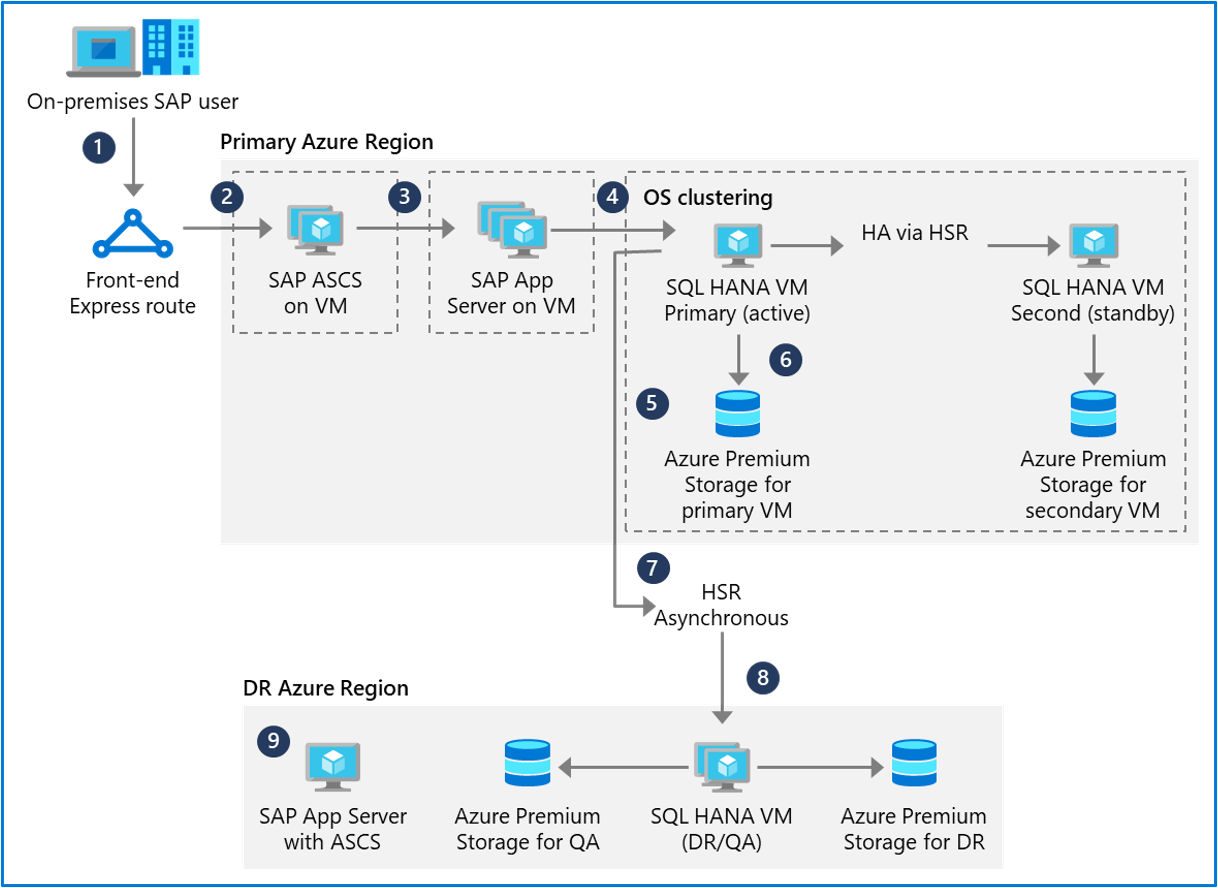 On-premises SAP user
1
Primary Azure Region
2
3
4
OS clustering
HA via HSR
Front-end
Express route
SAP ASCS
on VM
SAP App
Server on VM
SQL HANA VM
Primary (active)
SQL HANA VM
Second (standby)
6
5
Azure Premium
Storage for
primary VM
Azure Premium
Storage for
secondary VM
7
HSR
Asynchronous
8
DR Azure Region
9
SAP App Server
with ASCS
Azure Premium
Storage for QA
SQL HANA VM
(DR/QA)
Azure Premium
Storage for DR